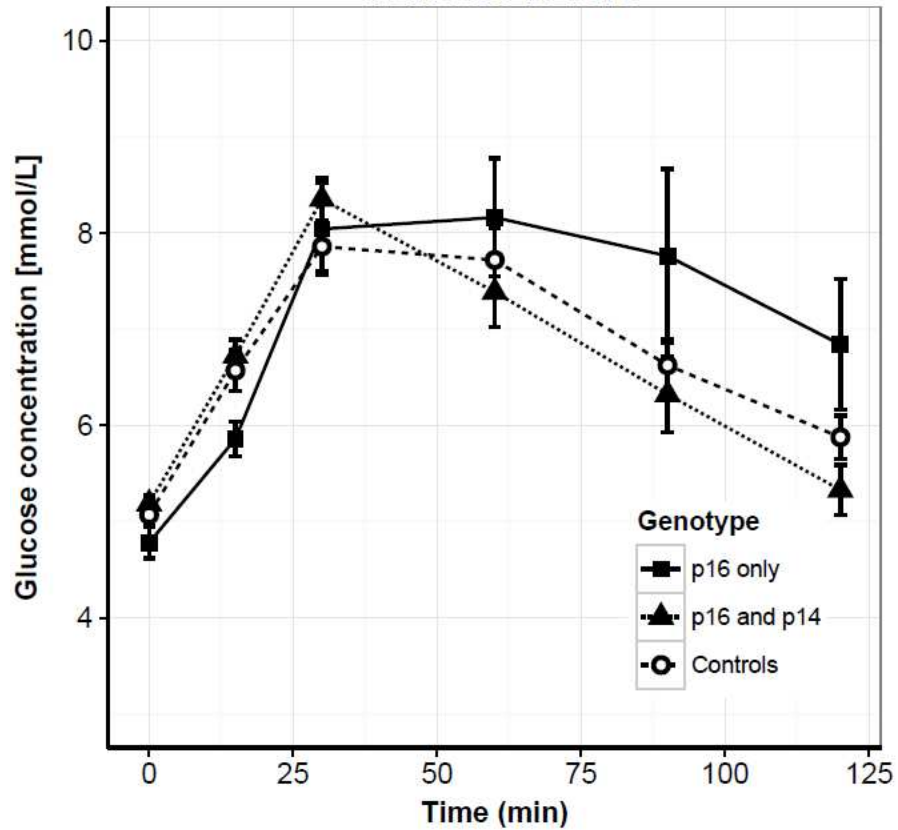 10
8
6
4
Glucose concentration [mmol/L]
Genotype
p16 only
p16 and p14
Controls
0 25 50 75 100 125
Time (min)